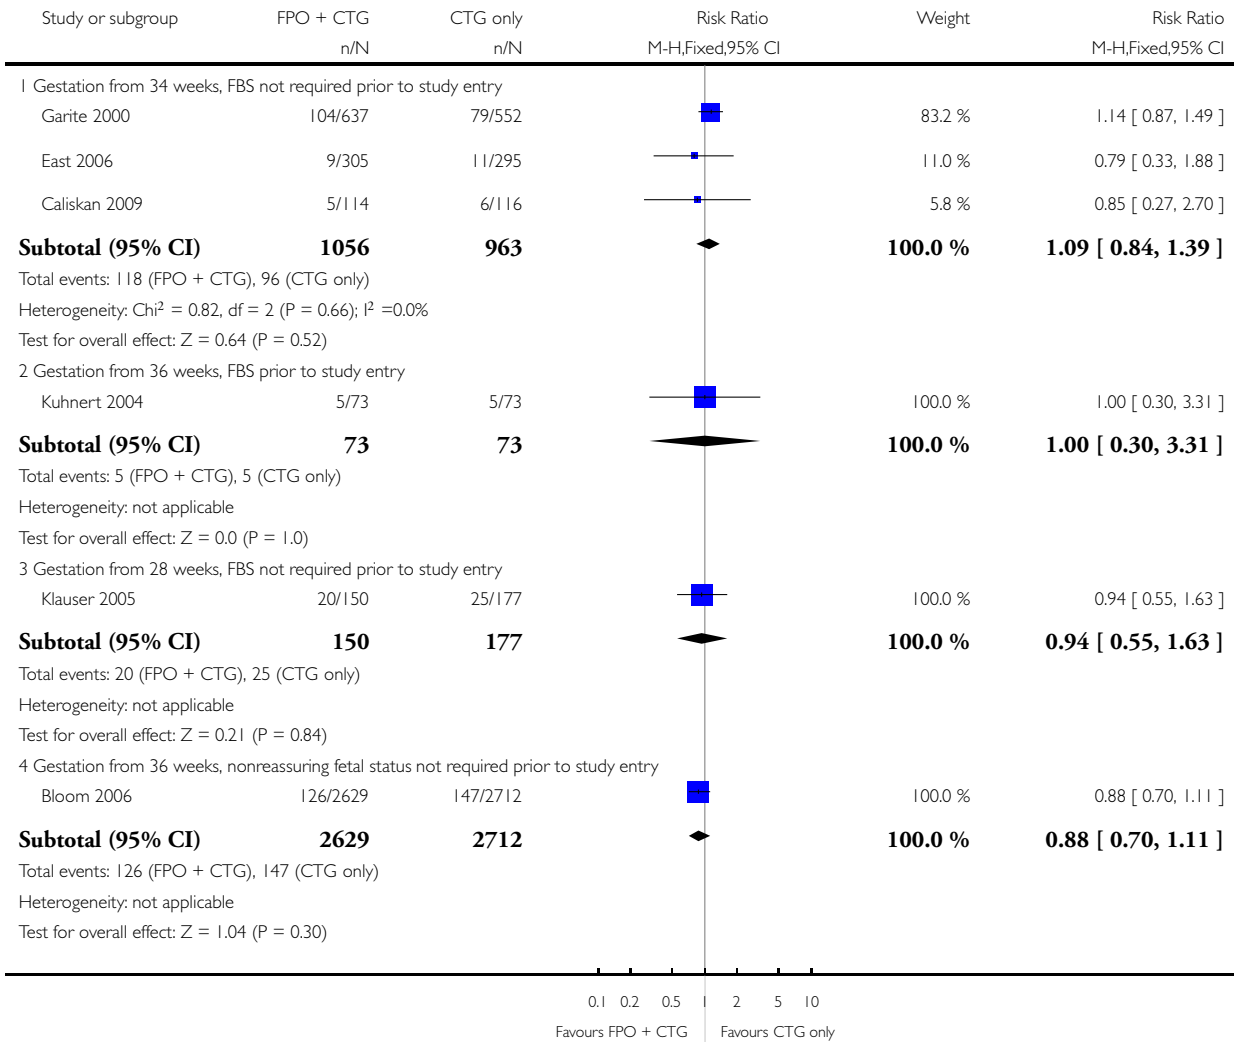 Study or subgroup FPO + CTG CTG only Risk Ratio Weight Risk Ratio
n/N n/N M-H,Fixed,95% CI M-H,Fixed,95% CI
1 Gestation from 34 weeks, FBS not required prior to study entry
Garite 2000 104/637 79/552 83.2 % 1.14 [ 0.87, 1.49 ]
East 2006 9/305 11/295 11.0 % 0.79 [ 0.33, 1.88 ]
Caliskan 2009 5/114 6/116 5.8 % 0.85 [ 0.27, 2.70 ]
Subtotal (95% CI) 1056 963 100.0 % 1.09 [ 0.84, 1.39 ]
Total events: 118 (FPO + CTG), 96 (CTG only)
Heterogeneity: Chi² = 0.82, df = 2 (P = 0.66); I² =0.0%
Test for overall effect: Z = 0.64 (P = 0.52)
2 Gestation from 36 weeks, FBS prior to study entry
Kuhnert 2004 5/73 5/73 100.0 % 1.00 [ 0.30, 3.31 ]
Subtotal (95% CI) 73 73 100.0 % 1.00 [ 0.30, 3.31 ]
Total events: 5 (FPO + CTG), 5 (CTG only)
Heterogeneity: not applicable
Test for overall effect: Z = 0.0 (P = 1.0)
3 Gestation from 28 weeks, FBS not required prior to study entry
Klauser 2005 20/150 25/177 100.0 % 0.94 [ 0.55, 1.63 ]
Subtotal (95% CI) 150 177 100.0 % 0.94 [ 0.55, 1.63 ]
Total events: 20 (FPO + CTG), 25 (CTG only)
Heterogeneity: not applicable
Test for overall effect: Z = 0.21 (P = 0.84)
4 Gestation from 36 weeks, nonreassuring fetal status not required prior to study entry
Bloom 2006 126/2629 147/2712 100.0 % 0.88 [ 0.70, 1.11 ]
Subtotal (95% CI) 2629 2712 100.0 % 0.88 [ 0.70, 1.11 ]
Total events: 126 (FPO + CTG), 147 (CTG only)
Heterogeneity: not applicable
Test for overall effect: Z = 1.04 (P = 0.30)
0.1 0.2 0.5 1 2 5 10
Favours FPO + CTG Favours CTG only